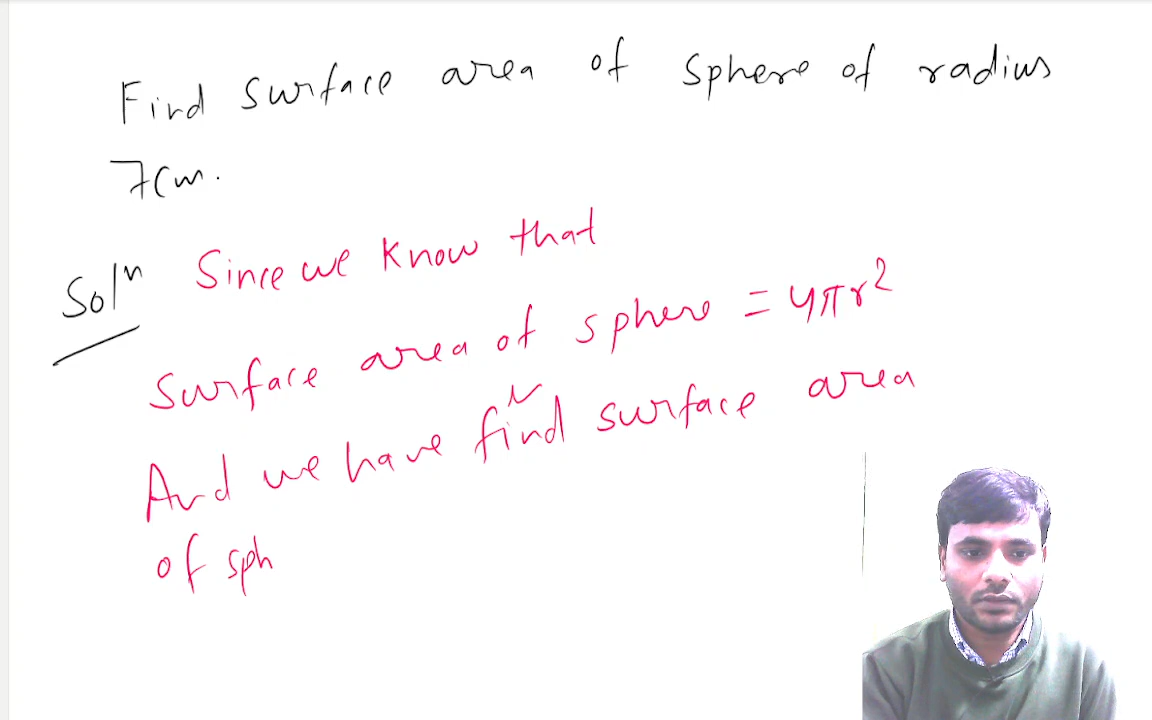 Find surface area of sphere of radius
7cm.
Solⁿ Since we know that
Surface area of sphere = 4πr²
And we have find surface area
of sph